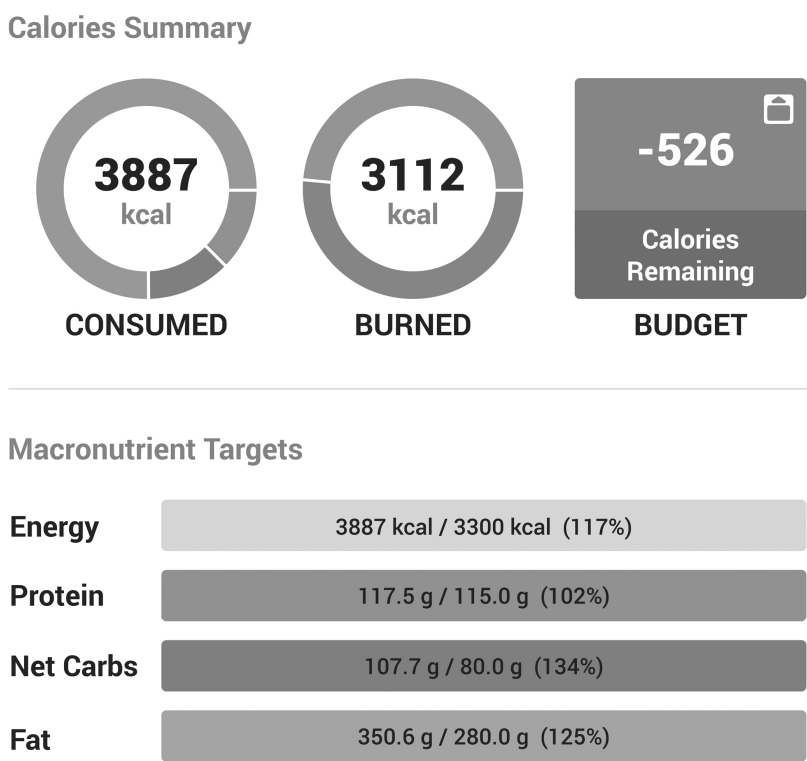 Calories Summary
3887
kcal
CONSUMED
3112
kcal
BURNED
-526
Calories
Remaining
BUDGET
Macronutrient Targets
Energy
3887 kcal / 3300 kcal (117%)
Protein
117.5 g / 115.0 g (102%)
Net Carbs
107.7 g / 80.0 g (134%)
Fat
350.6 g / 280.0 g (125%)